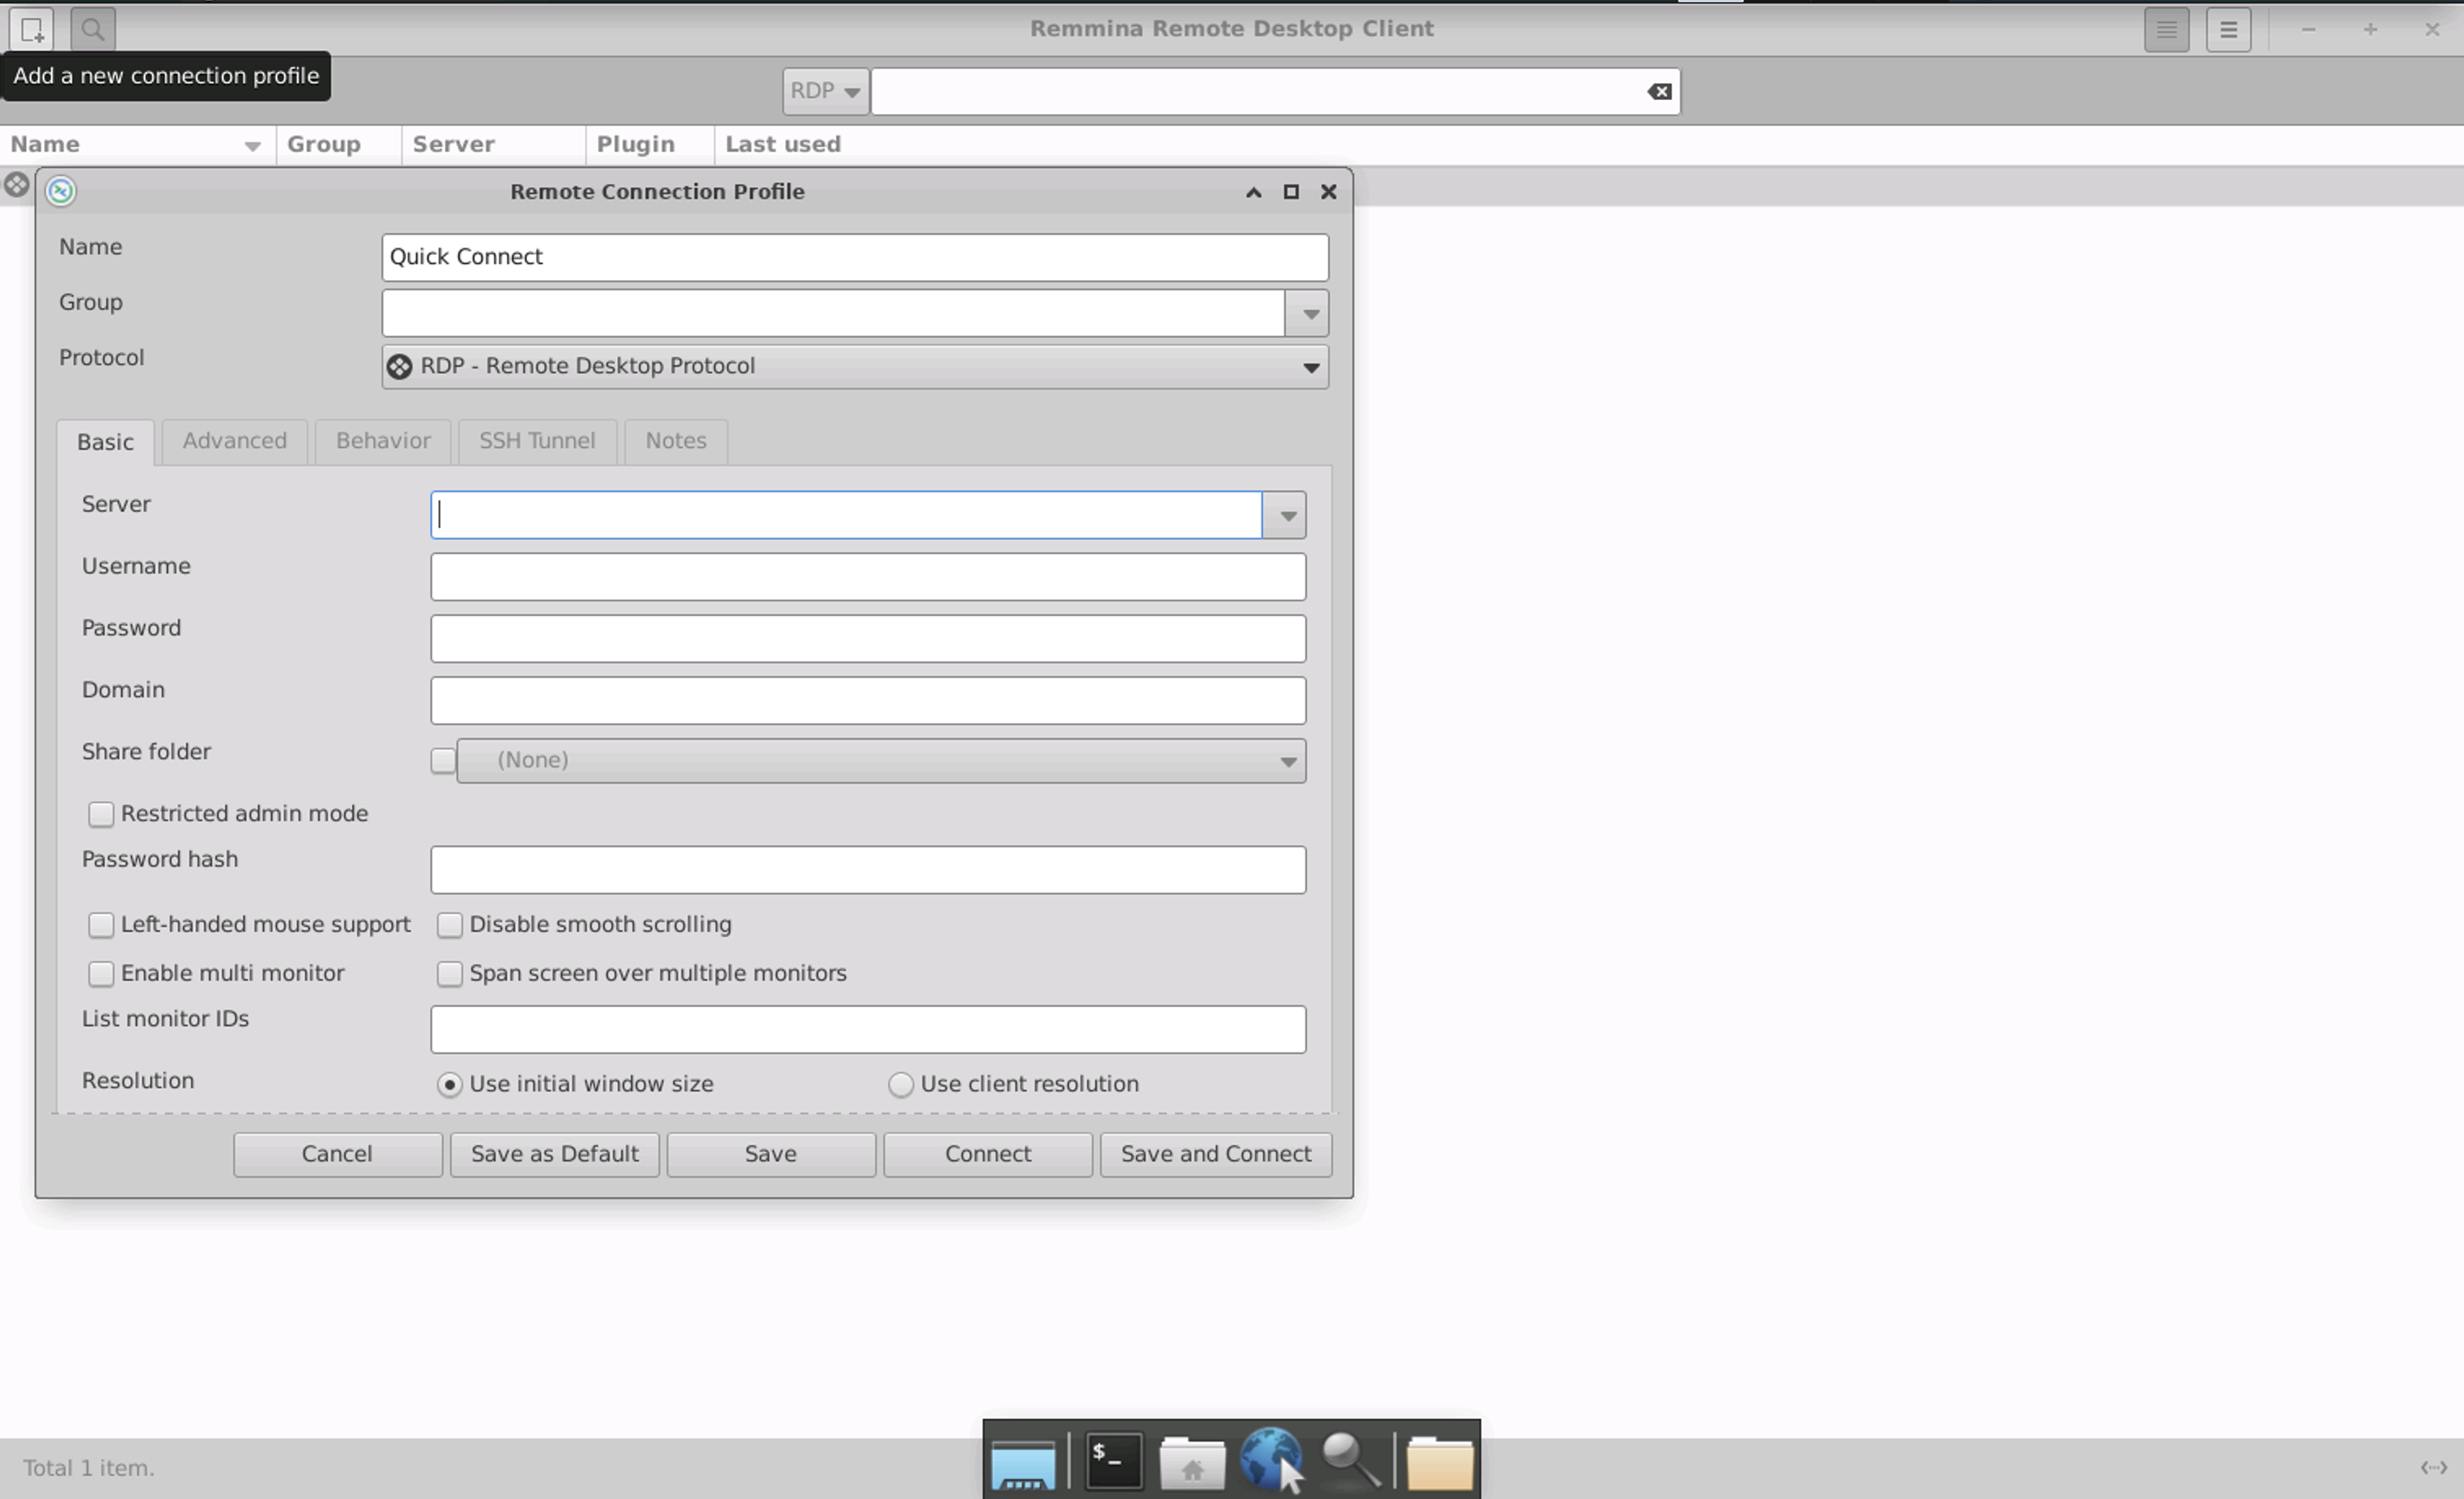 Remmina Remote Desktop Client
Add a new connection profile
RDP
Name Group Server Plugin Last used
Remote Connection Profile
Name Quick Connect
Group
Protocol RDP - Remote Desktop Protocol
Basic Advanced Behavior SSH Tunnel Notes
Server
Username
Password
Domain
Share folder (None)
Restricted admin mode
Password hash
Left-handed mouse support Disable smooth scrolling
Enable multi monitor Span screen over multiple monitors
List monitor IDs
Resolution Use initial window size Use client resolution
Cancel Save as Default Save Connect Save and Connect
$_
Total 1 item.